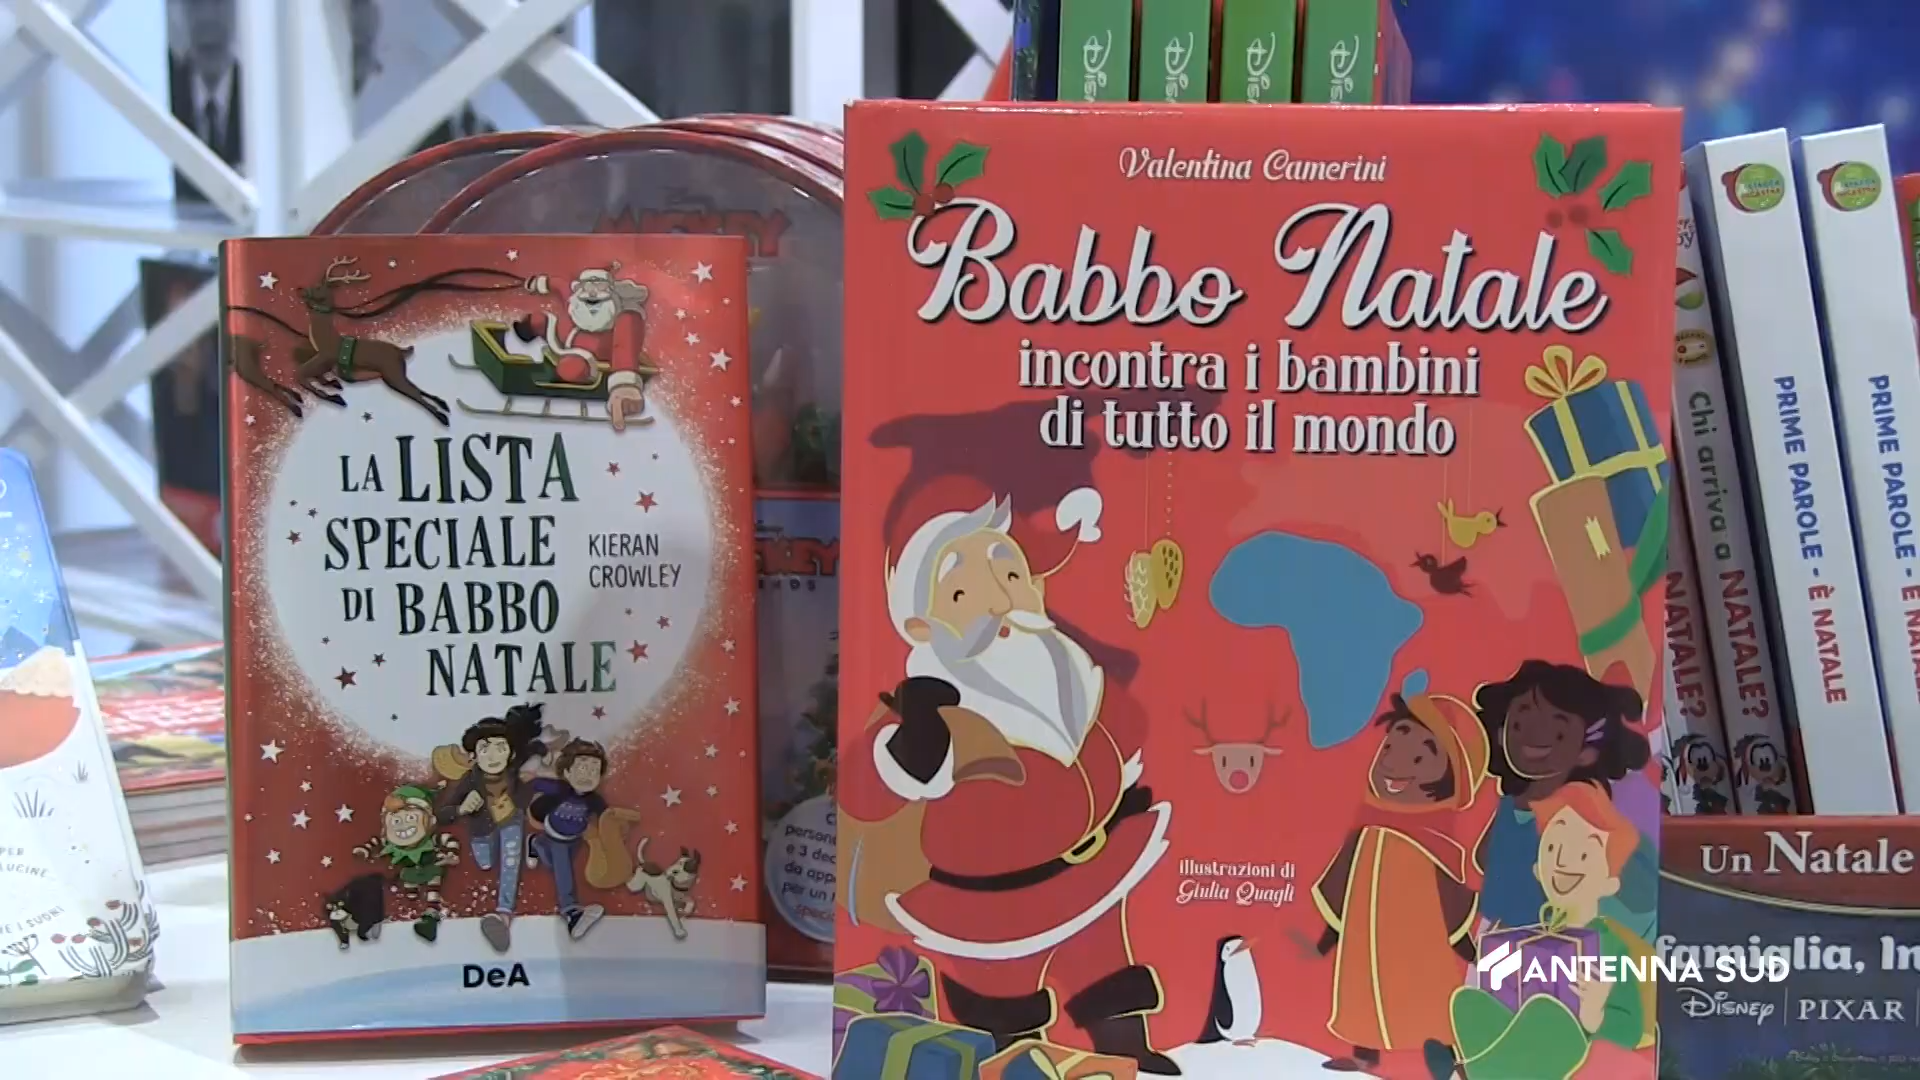 LA LISTA
SPECIALE
DI BABBO
NATALE
KIERAN
CROWLEY
DeA
Valentina Camerini
Babbo Natale
incontra i bambini
di tutto il mondo
illustrazioni di
Giulia Quagli
MICKEY
Chi arriva a NATALE?
NATALE?
PRIME PAROLE - È NATALE
PRIME PAROLE - È
Un Natale
famiglia, In
DISNEY | PIXAR
ANTENNA SUD